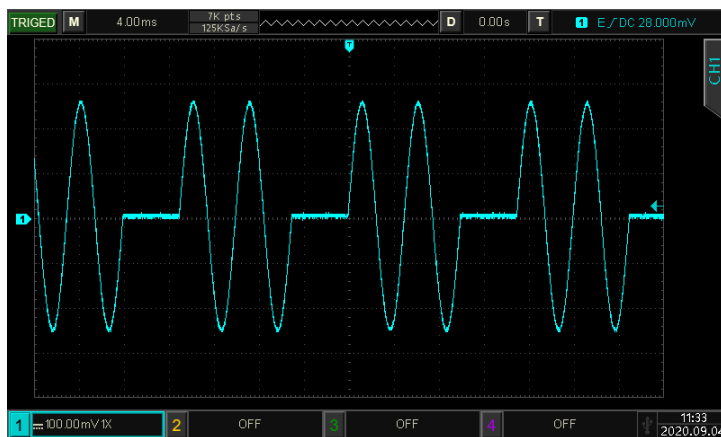 TRIGED M 4.00ms 7K pts D 0.00s T 1 E DC 28.000mV
125KSa/s
T
CH1
1
1 100.00mV 1X 2 OFF 3 OFF 4 OFF 11:33
2020.09.04